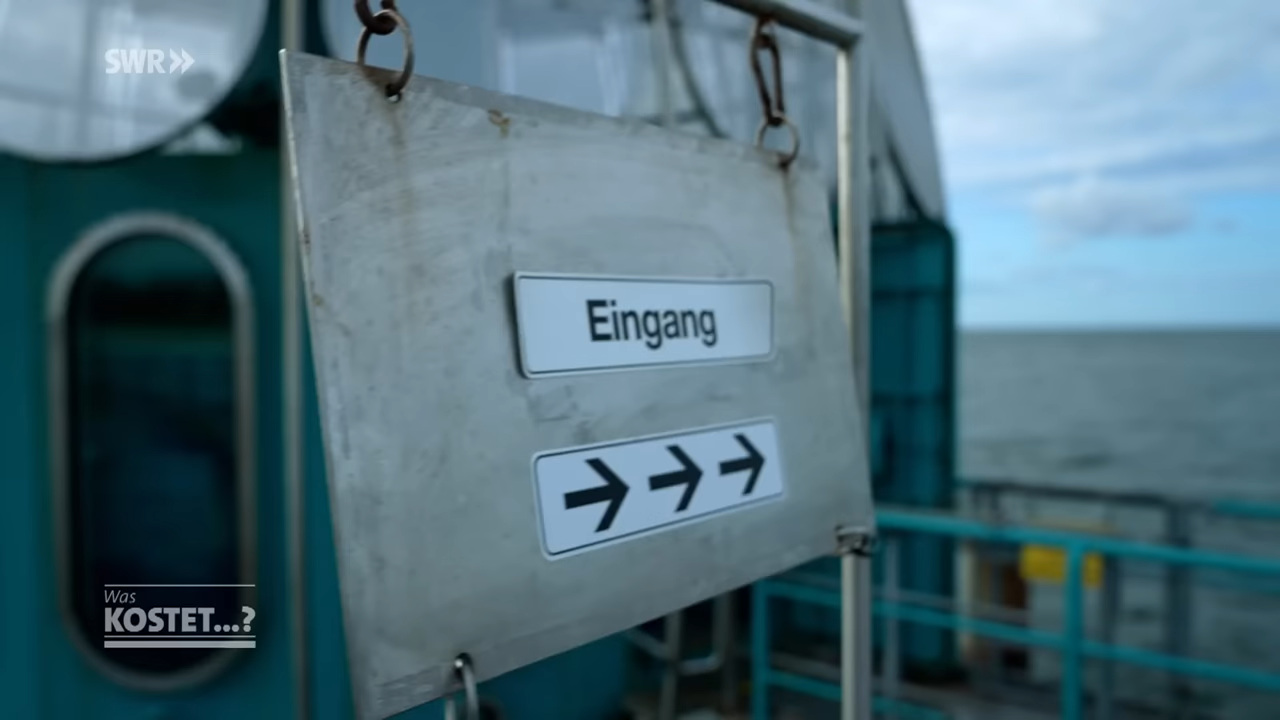 SWR»
Eingang
→→→
Was
KOSTET...?